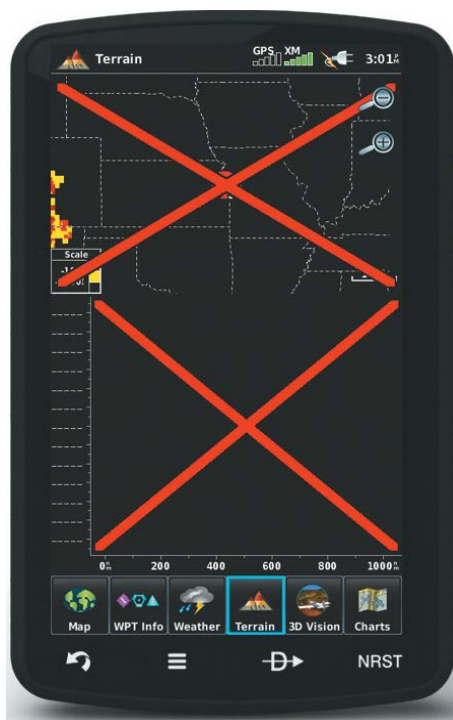 Terrain
GPS XM
3:01 PM
Scale
0
200
400
600
800
1000
Map
WPT Info
Weather
Terrain
3D Vision
Charts
D
NRST